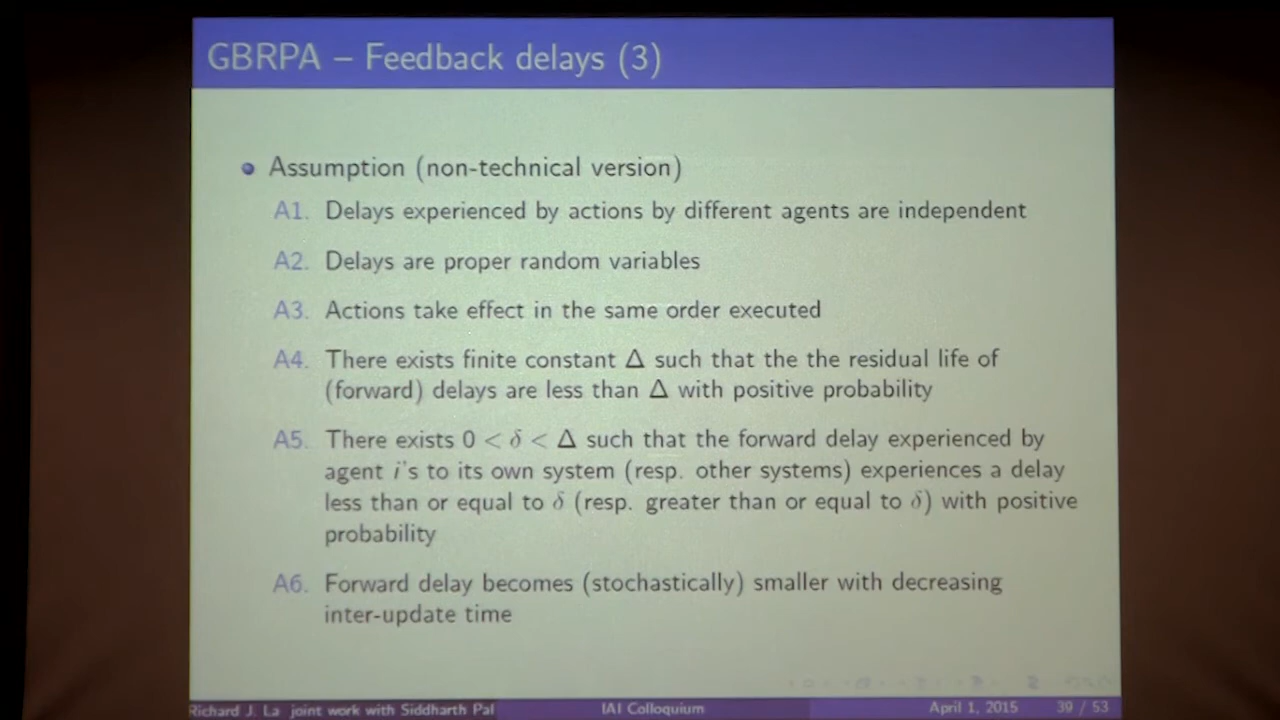 GBRPA – Feedback delays (3)
Assumption (non-technical version)
A1. Delays experienced by actions by different agents are independent
A2. Delays are proper random variables
A3. Actions take effect in the same order executed
A4. There exists finite constant Δ such that the the residual life of
(forward) delays are less than Δ with positive probability
A5. There exists 0 < δ < Δ such that the forward delay experienced by
agent i's to its own system (resp. other systems) experiences a delay
less than or equal to δ (resp. greater than or equal to δ) with positive
probability
A6. Forward delay becomes (stochastically) smaller with decreasing
inter-update time
Richard J. La joint work with Siddharth Pal IAI Colloquium April 1, 2015 39 / 53